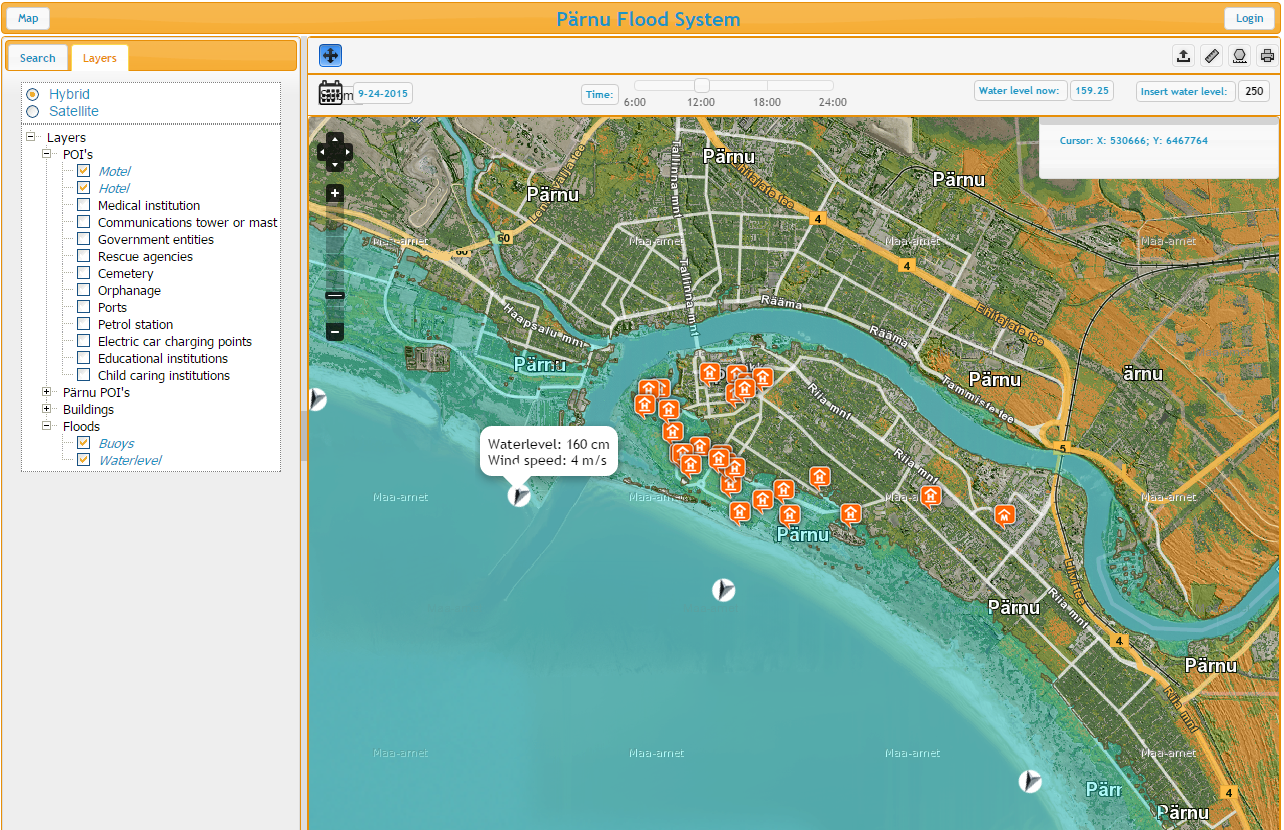 Map
Pärnu Flood System
Login
Search
Layers
Hybrid
Satellite
Layers
POI's
Motel
Hotel
Medical institution
Communications tower or mast
Government entities
Rescue agencies
Cemetery
Orphanage
Ports
Petrol station
Electric car charging points
Educational institutions
Child caring institutions
Pärnu POI's
Buildings
Floods
Buoys
Waterlevel
9-24-2015
Time:
6:00
12:00
18:00
24:00
Water level now:
159.25
Insert water level:
250
Cursor: X: 530666; Y: 6467764
Pärnu
Pärnu
Pärnu
Tallinna mnt
Ehitajate tee
4
60
60
Maa-amet
Maa-amet
Maa-amet
Maa-amet
4
Tallinna mnt
Haapsalu mnt
Rääma
Rääma
Ehitajate tee
Pärnu
Pärnu
ärnu
Tammiste tee
Riia mnt
Riia mnt
5
Waterlevel: 160 cm
Wind speed: 4 m/s
Maa-amet
Maa-amet
Maa-amet
Pärnu
Liivi tee
Riia mnt
Pärnu
4
Pärnu
Riia mnt
Maa-amet
Maa-amet
Maa-amet
Maa-amet
Pärr
4
Pärnu